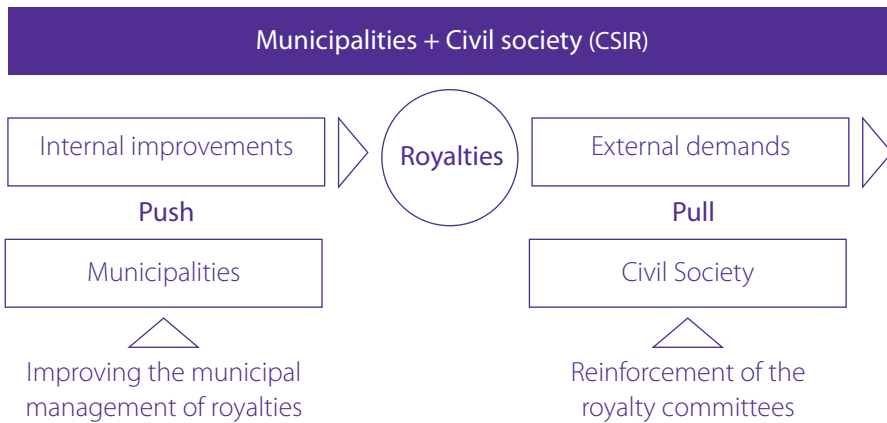 Municipalities + Civil society (CSIR)
Internal improvements
Royalties
External demands
Push
Pull
Municipalities
Civil Society
Improving the municipal
management of royalties
Reinforcement of the
royalty committees